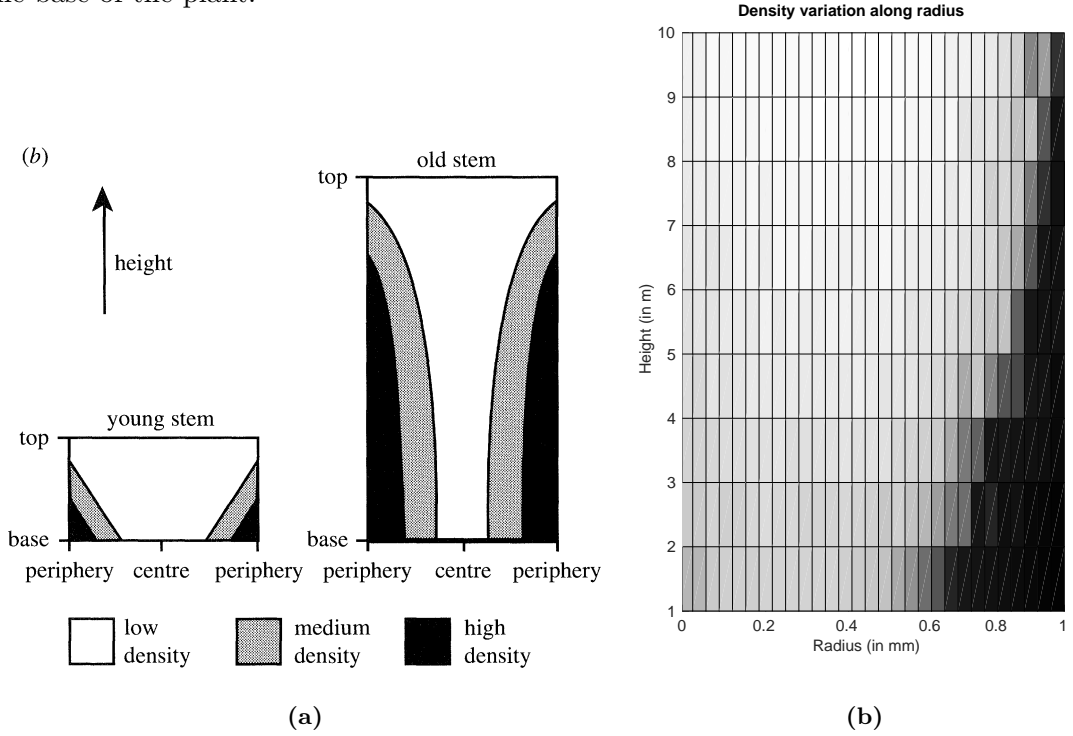 he base of the plant.
(b)
height
young stem
top
base
periphery centre periphery
old stem
top
base
periphery centre periphery
low density
medium density
high density
(a)
Density variation along radius
Height (in m)
10
9
8
7
6
5
4
3
2
1
0 0.2 0.4 0.6 0.8 1
Radius (in mm)
(b)